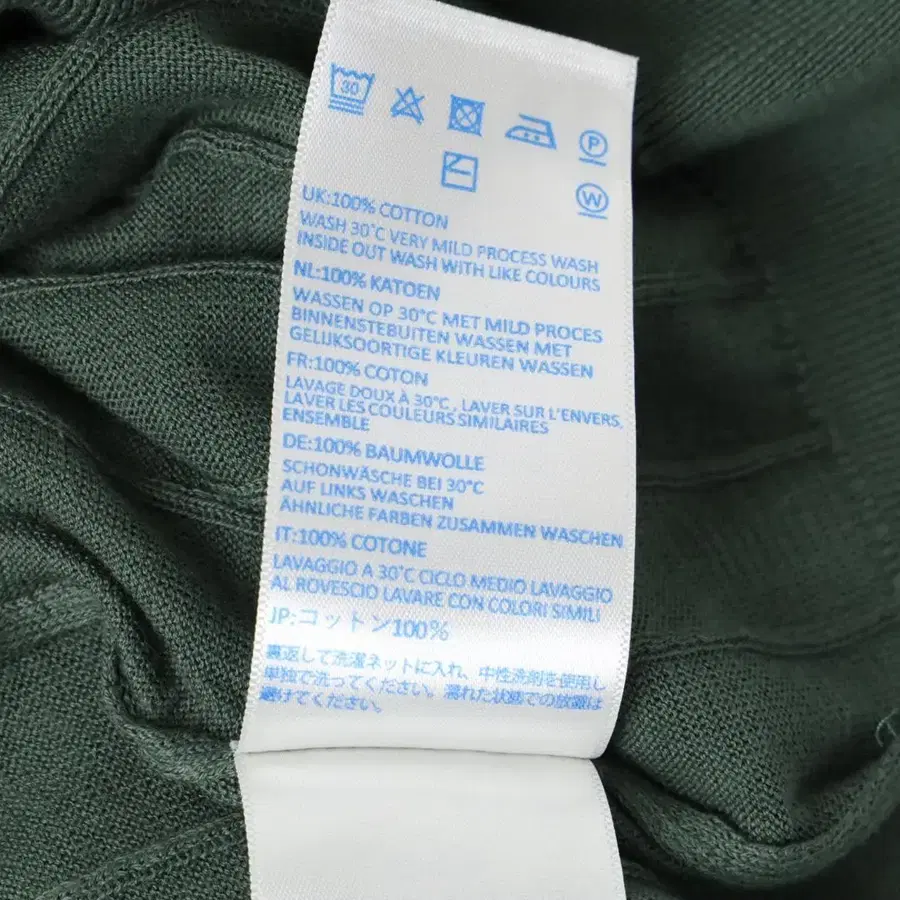 30
P
W
UK:100% COTTON
WASH 30°C VERY MILD PROCESS WASH
INSIDE OUT WASH WITH LIKE COLOURS
NL:100% KATOEN
WASSEN OP 30°C MET MILD PROCES
BINNENSTEBUITEN WASSEN MET
GELIJKSOORTIGE KLEUREN WASSEN
FR:100% COTON
LAVAGE DOUX À 30°C, LAVER SUR L'ENVERS,
LAVER LES COULEURS SIMILAIRES
ENSEMBLE
DE:100% BAUMWOLLE
SCHONWÄSCHE BEI 30°C
AUF LINKS WASCHEN
ÄHNLICHE FARBEN ZUSAMMEN WASCHEN
IT:100% COTONE
LAVAGGIO A 30°C CICLO MEDIO LAVAGGIO
AL ROVESCIO LAVARE CON COLORI SIMILI
JP:コットン100%
裏返して洗濯ネットに入れ、中性洗剤を使用し
単独で洗ってください。濡れた状態での放置は
避けてください。